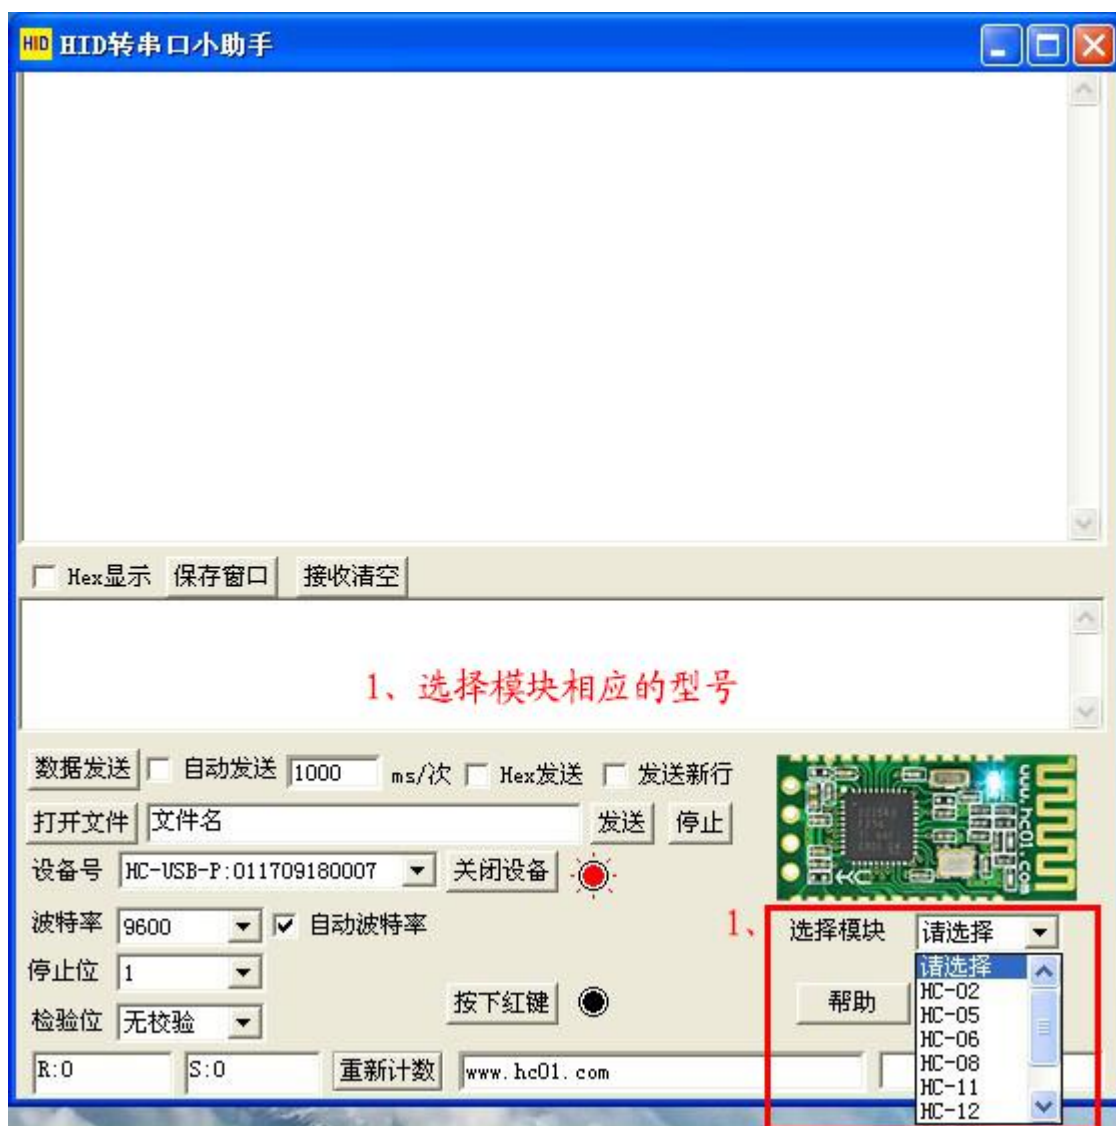 HID HID转串口小助手
Hex显示 保存窗口 接收清空
1、选择模块相应的型号
数据发送 自动发送 1000 ms/次 Hex发送 发送新行
打开文件 文件名 发送 停止
www.hc01.com
设备号 HC-USB-P:011709180007 关闭设备
波特率 9600 自动波特率
1、 选择模块 请选择
停止位 1
请选择
HC-02
HC-05
HC-06
HC-08
HC-11
HC-12
按下红键 帮助
检验位 无校验
R:0 S:0 重新计数 www.hc01.com